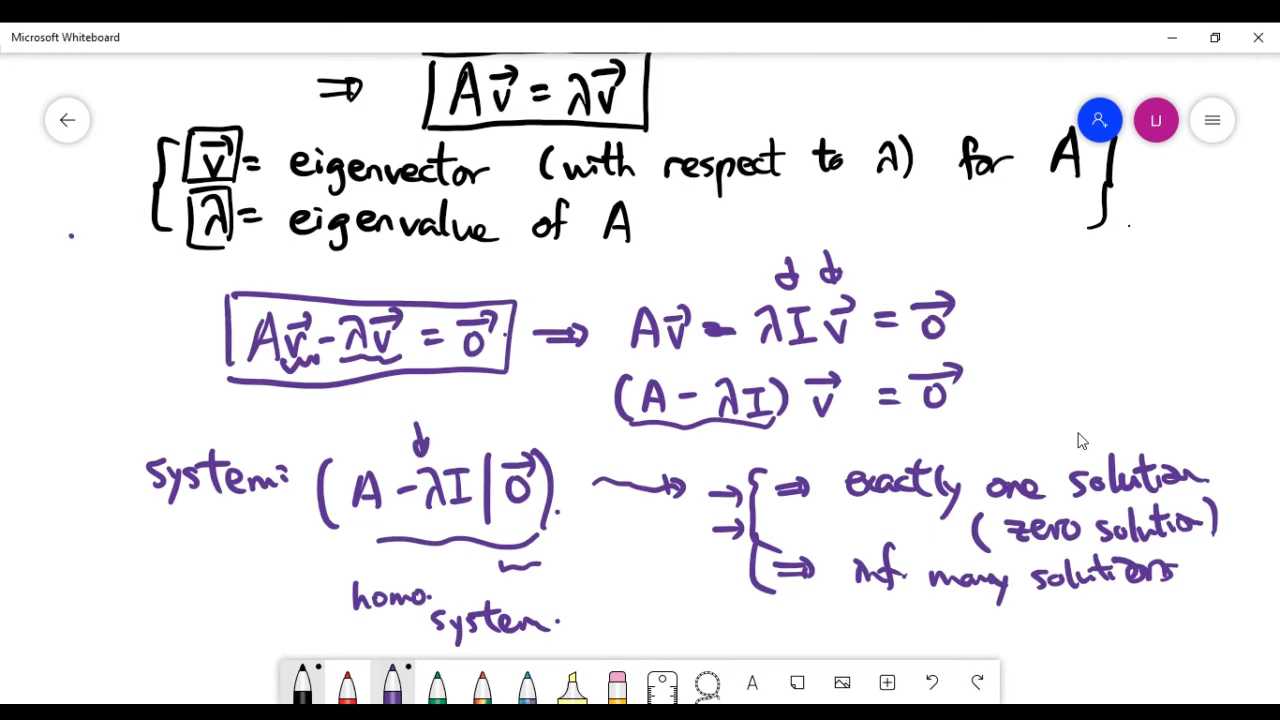 Microsoft Whiteboard
⇒ Av⃗ = λv⃗
{ v⃗ = eigenvector (with respect to λ) for A
λ = eigenvalue of A }
Av⃗ - λv⃗ = 0⃗ ⇒ Av⃗ - λIv⃗ = 0⃗
(A - λI) v⃗ = 0⃗
system: (A - λI | 0⃗). → { ⇒ exactly one solution.
(zero solution)
⇒ inf. many solutions
homo.
system.